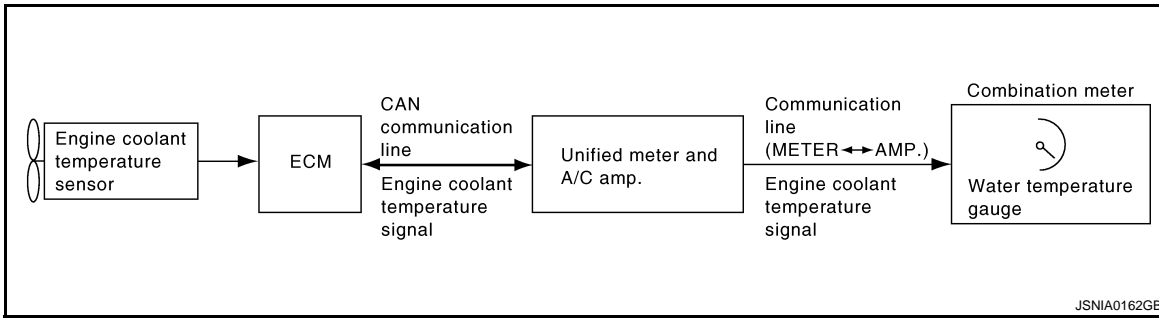 Engine coolant
temperature
sensor
ECM
CAN
communication
line
Engine coolant
temperature
signal
Unified meter and
A/C amp.
Communication
line
(METER↔AMP.)
Engine coolant
temperature
signal
Combination meter
Water temperature
gauge
JSNIA0162GB